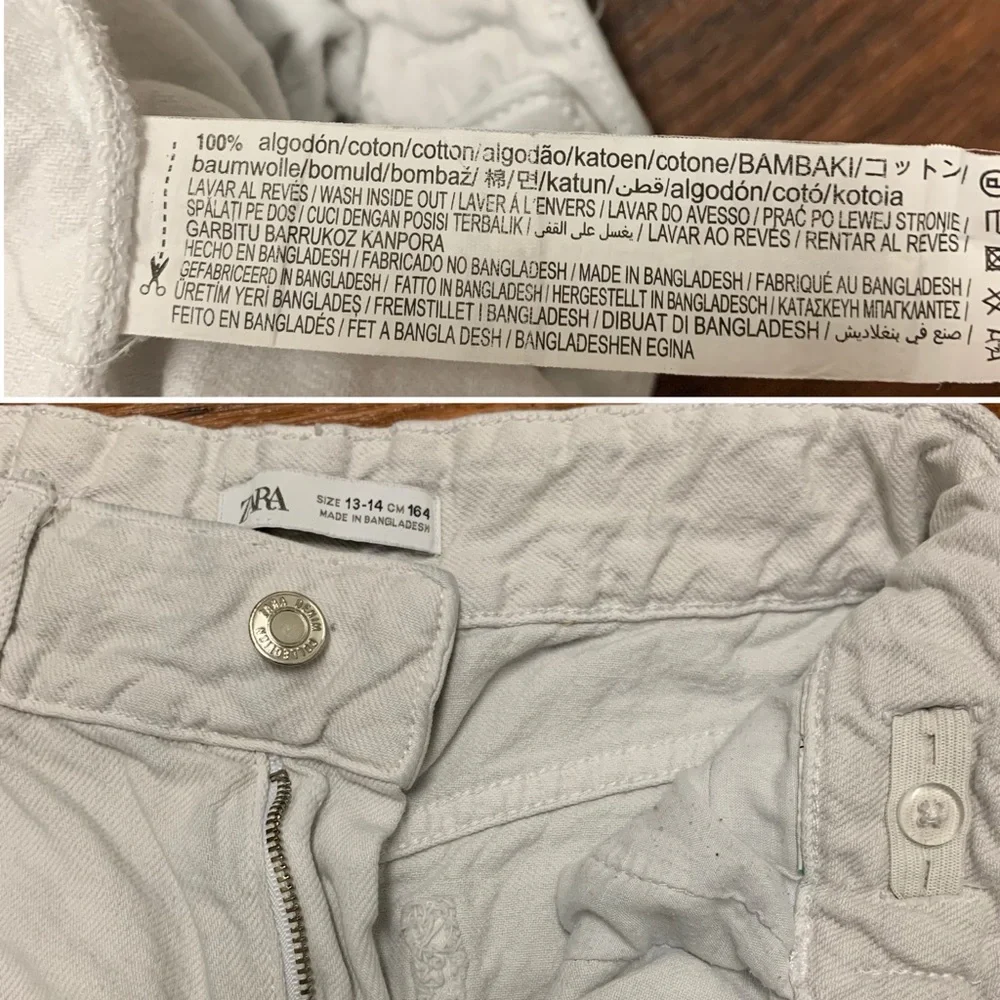 100% algodón/coton/cotton/algodão/katoen/cotone/BAMBAKI/コットン/
baumwolle/bomuld/bombaž/棉/면/katun/قطن/algodón/cotó/kotoia
LAVAR AL REVÉS / WASH INSIDE OUT / LAVER À L'ENVERS / LAVAR DO AVESSO / PRAĆ PO LEWEJ STRONIE /
SPĂLAȚI PE DOS / CUCI DENGAN POSISI TERBALIK / يغسل على القفى / LAVAR AO REVÉS / RENTAR AL REVÉS /
GARBITU BARRUKOZ KANPORA
HECHO EN BANGLADESH / FABRICADO NO BANGLADESH / MADE IN BANGLADESH / FABRIQUÉ AU BANGLADESH /
GEFABRICEERD IN BANGLADESH / FATTO IN BANGLADESH / HERGESTELLT IN BANGLADESCH / ΚΑΤΑΣΚΕΥΗ ΜΠΑΓΚΛΑΝΤΕΣ /
ÜRETİM YERİ BANGLADEŞ / FREMSTILLET I BANGLADESH / DIBUAT DI BANGLADESH / صنع في بنغلاديش /
FEITO EN BANGLADÉS / FET A BANGLA DESH / BANGLADESHEN EGINA
ZARA
SIZE 13-14 CM 164
MADE IN BANGLADESH
ZARA DENIM
COLLECTION